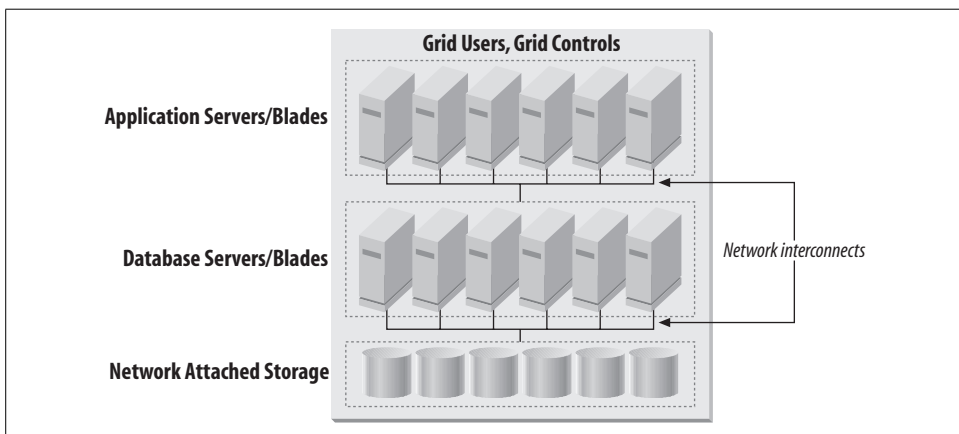 Grid Users, Grid Controls
Application Servers/Blades
Network interconnects
Database Servers/Blades
Network Attached Storage